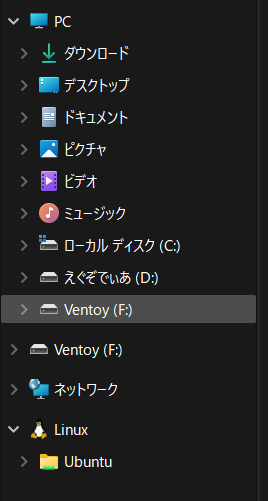 PC
ダウンロード
デスクトップ
ドキュメント
ピクチャ
ビデオ
ミュージック
ローカル ディスク (C:)
えぐぞでぃあ (D:)
Ventoy (F:)
Ventoy (F:)
ネットワーク
Linux
Ubuntu